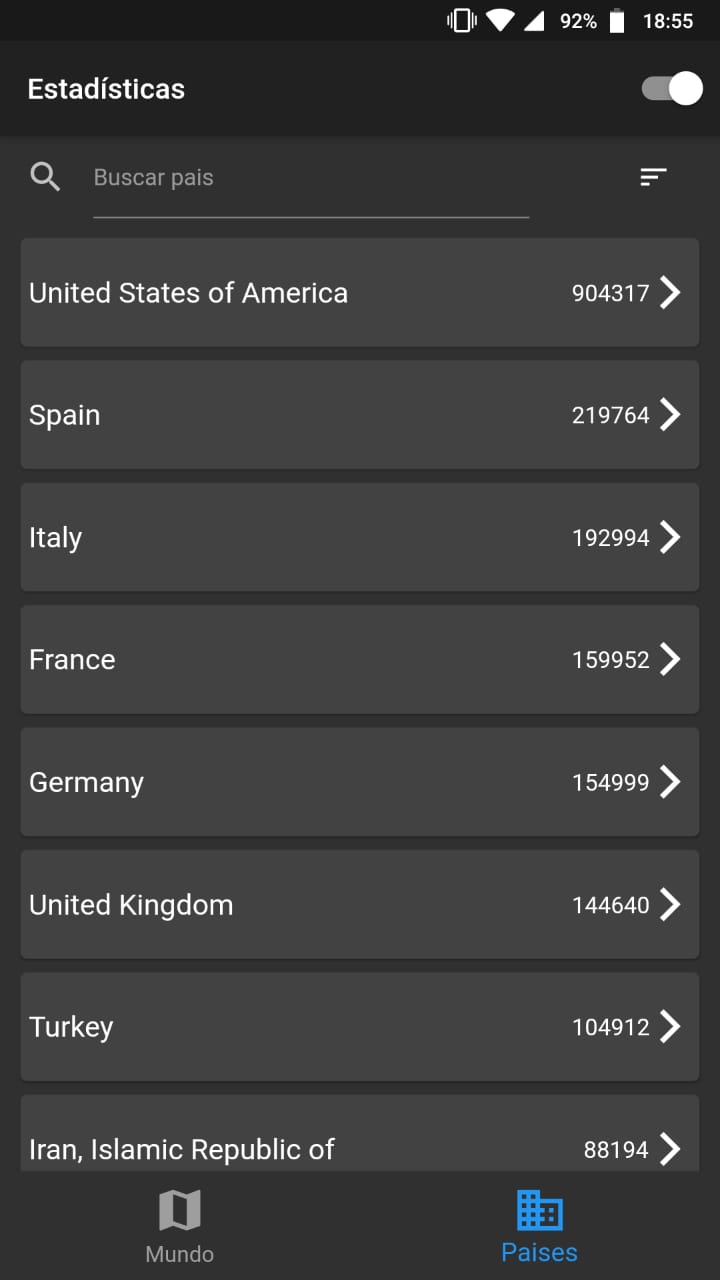 92% 18:55
Estadísticas
Buscar pais
United States of America 904317
Spain 219764
Italy 192994
France 159952
Germany 154999
United Kingdom 144640
Turkey 104912
Iran, Islamic Republic of 88194
Mundo Paises